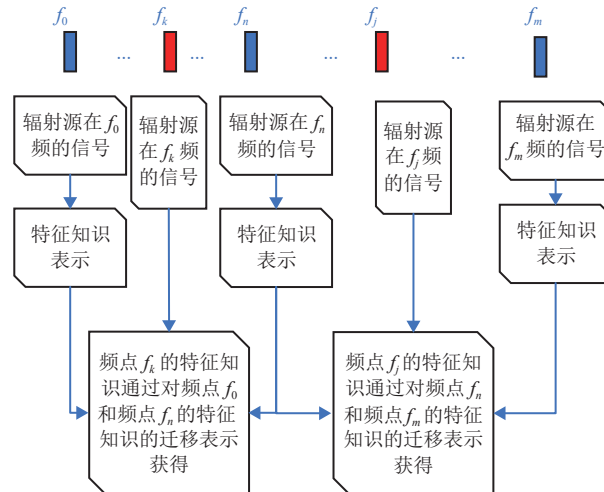 f0 fk fn fj fm
... ... ... ...
辐射源在f0
频的信号
辐射源
在fk 频
的信号
辐射源在fn
频的信号
辐射源
在fj 频
的信号
辐射源在
fm 频的信号
特征知识
表示
特征知识
表示
特征知识
表示
频点 fk 的特征知
识通过对频点f0
和频点fn的特征
知识的迁移表示
获得
频点 fj的特征知
识通过对频点fn
和频点fm的特征
知识的迁移表示
获得